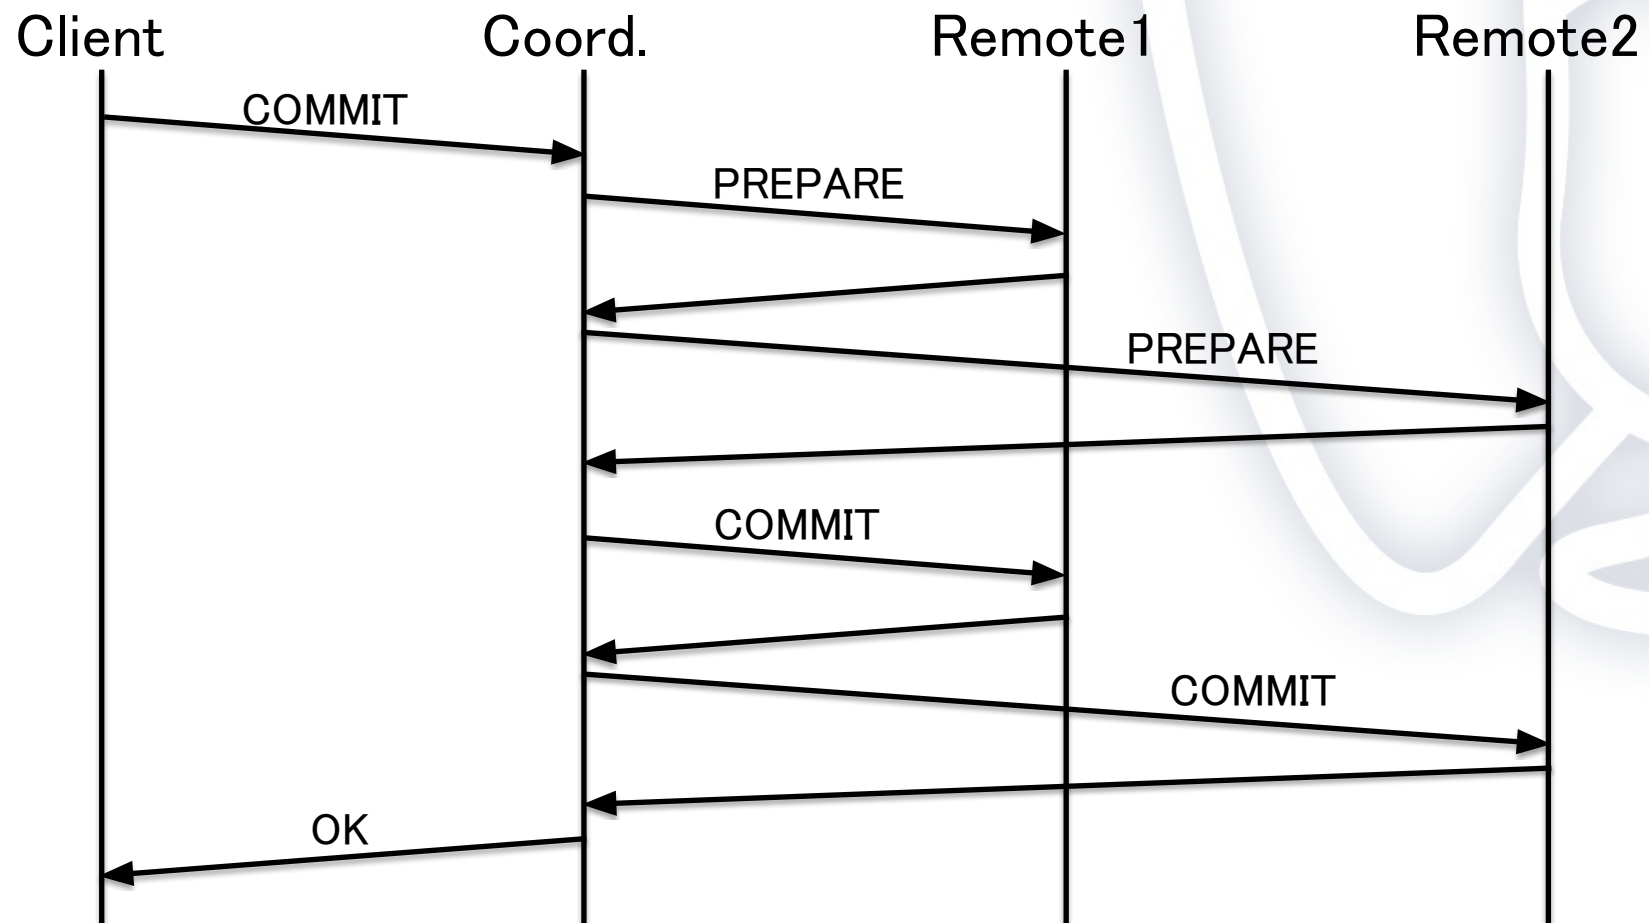 Client Coord. Remote1 Remote2
COMMIT
PREPARE
PREPARE
COMMIT
COMMIT
OK